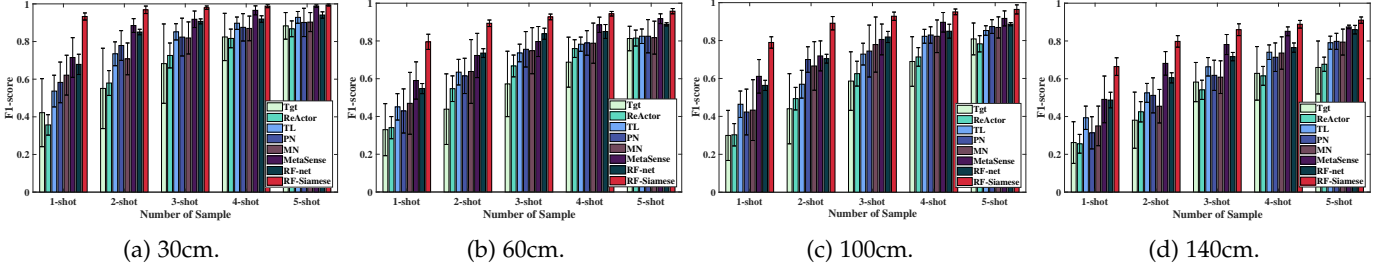 1
0.8
0.6
0.4
0.2
0
F1-score
1-shot 2-shot 3-shot 4-shot 5-shot
Number of Sample
Tgt
ReActor
TL
PN
MN
MetaSense
RF-net
RF-Siamese
(a) 30cm.
1
0.8
0.6
0.4
0.2
0
F1-score
1-shot 2-shot 3-shot 4-shot 5-shot
Number of Sample
Tgt
ReActor
TL
PN
MN
MetaSense
RF-net
RF-Siamese
(b) 60cm.
1
0.8
0.6
0.4
0.2
0
F1-score
1-shot 2-shot 3-shot 4-shot 5-shot
Number of Sample
Tgt
ReActor
TL
PN
MN
MetaSense
RF-net
RF-Siamese
(c) 100cm.
1
0.8
0.6
0.4
0.2
0
F1-score
1-shot 2-shot 3-shot 4-shot 5-shot
Number of Sample
Tgt
ReActor
TL
PN
MN
MetaSense
RF-net
RF-Siamese
(d) 140cm.